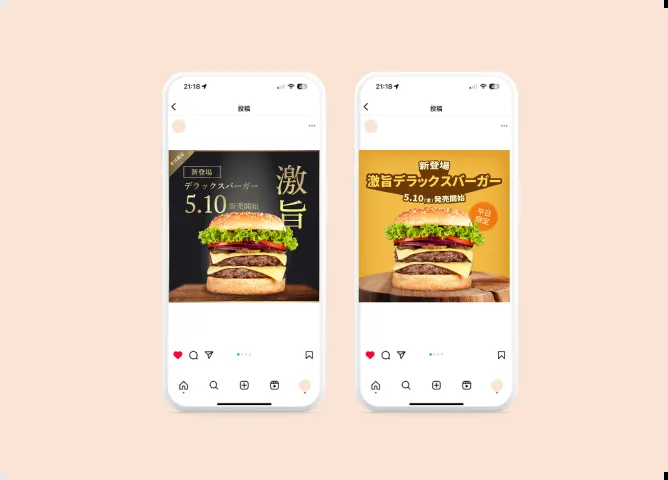 21:18
投稿
平日限定
新登場
デラックスバーガー
5.10 販売開始
激旨
21:18
投稿
新登場
激旨デラックスバーガー
5.10(金)発売開始
平日
限定